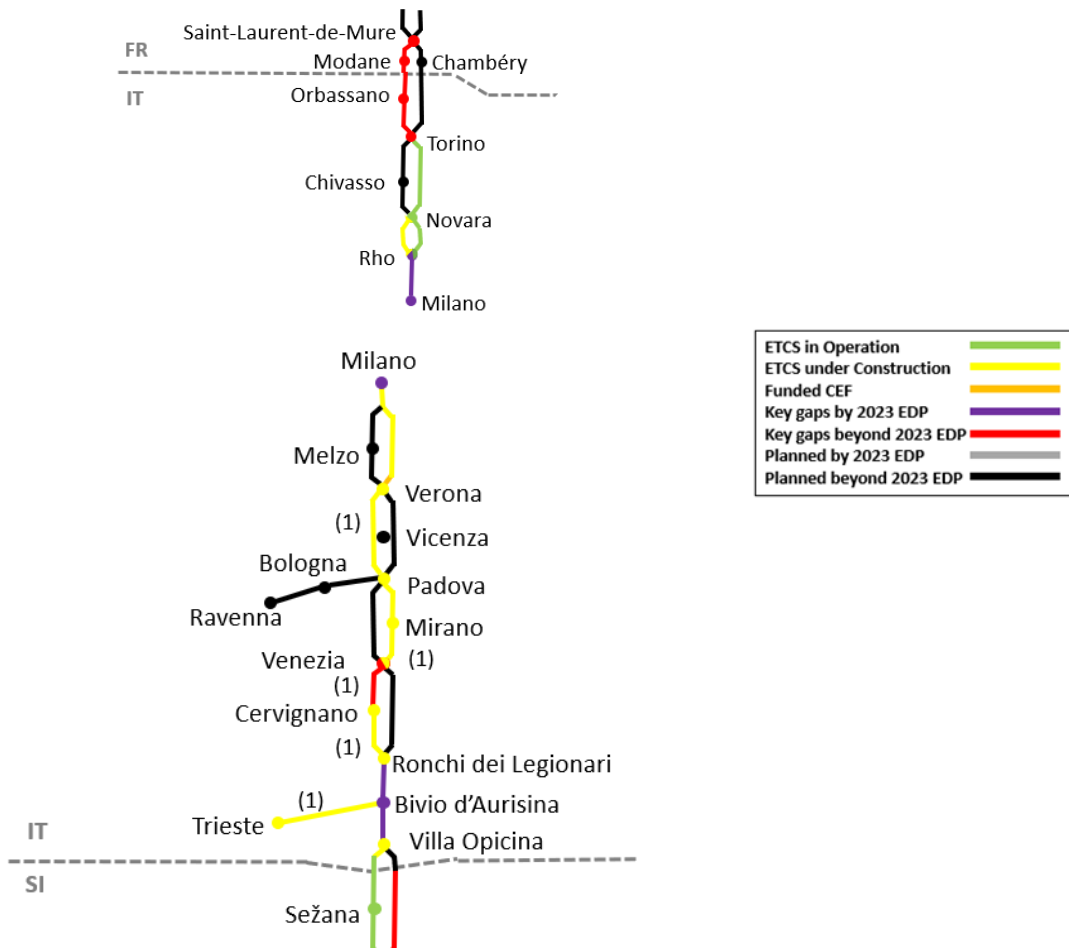 Saint-Laurent-de-Mure
FR
Modane
Chambéry
IT
Orbassano
Torino
Chivasso
Novara
Rho
Milano
ETCS in Operation
ETCS under Construction
Funded CEF
Key gaps by 2023 EDP
Key gaps beyond 2023 EDP
Planned by 2023 EDP
Planned beyond 2023 EDP
Milano
Melzo
Verona
(1)
Vicenza
Bologna
Padova
Ravenna
Mirano
Venezia
(1)
(1)
Cervignano
(1)
Ronchi dei Legionari
(1)
Bivio d’Aurisina
Trieste
IT
Villa Opicina
SI
Sežana